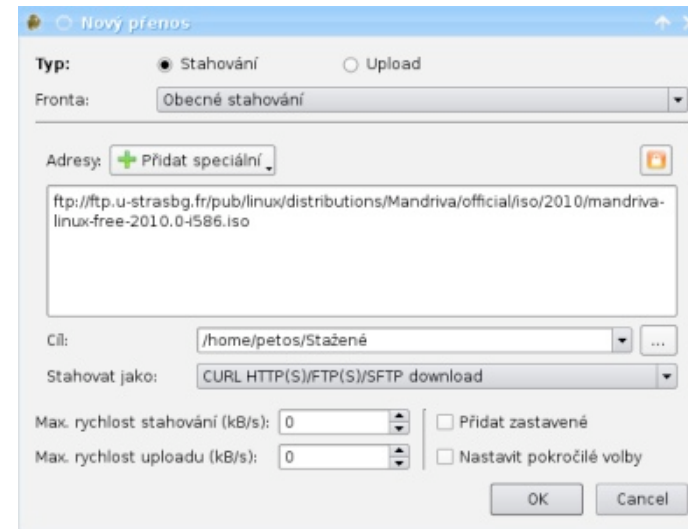 Nový přenos
Typ: Stahování Upload
Fronta: Obecné stahování
Adresy: Přidat speciální
ftp://ftp.u-strasbg.fr/pub/linux/distributions/Mandriva/official/iso/2010/mandriva-
linux-free-2010.0-i586.iso
Cíl: /home/petos/Stažené ...
Stahovat jako: CURL HTTP(S)/FTP(S)/SFTP download
Max. rychlost stahování (kB/s): 0 Přidat zastavené
Max. rychlost uploadu (kB/s): 0 Nastavit pokročilé volby
OK Cancel